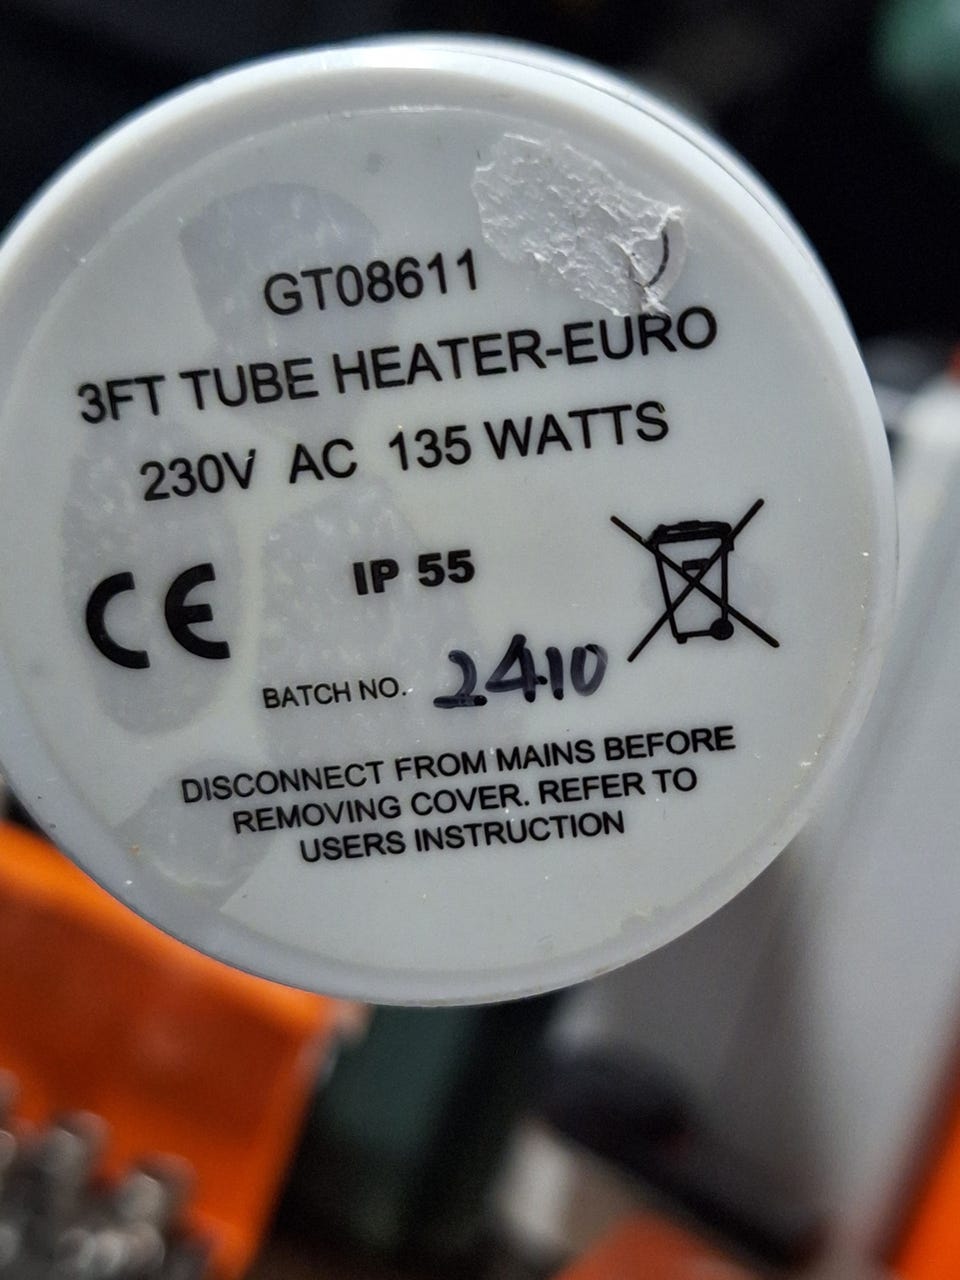 GT08611
3FT TUBE HEATER-EURO
230V AC 135 WATTS
CE IP 55
BATCH NO. 2410
DISCONNECT FROM MAINS BEFORE
REMOVING COVER. REFER TO
USERS INSTRUCTION